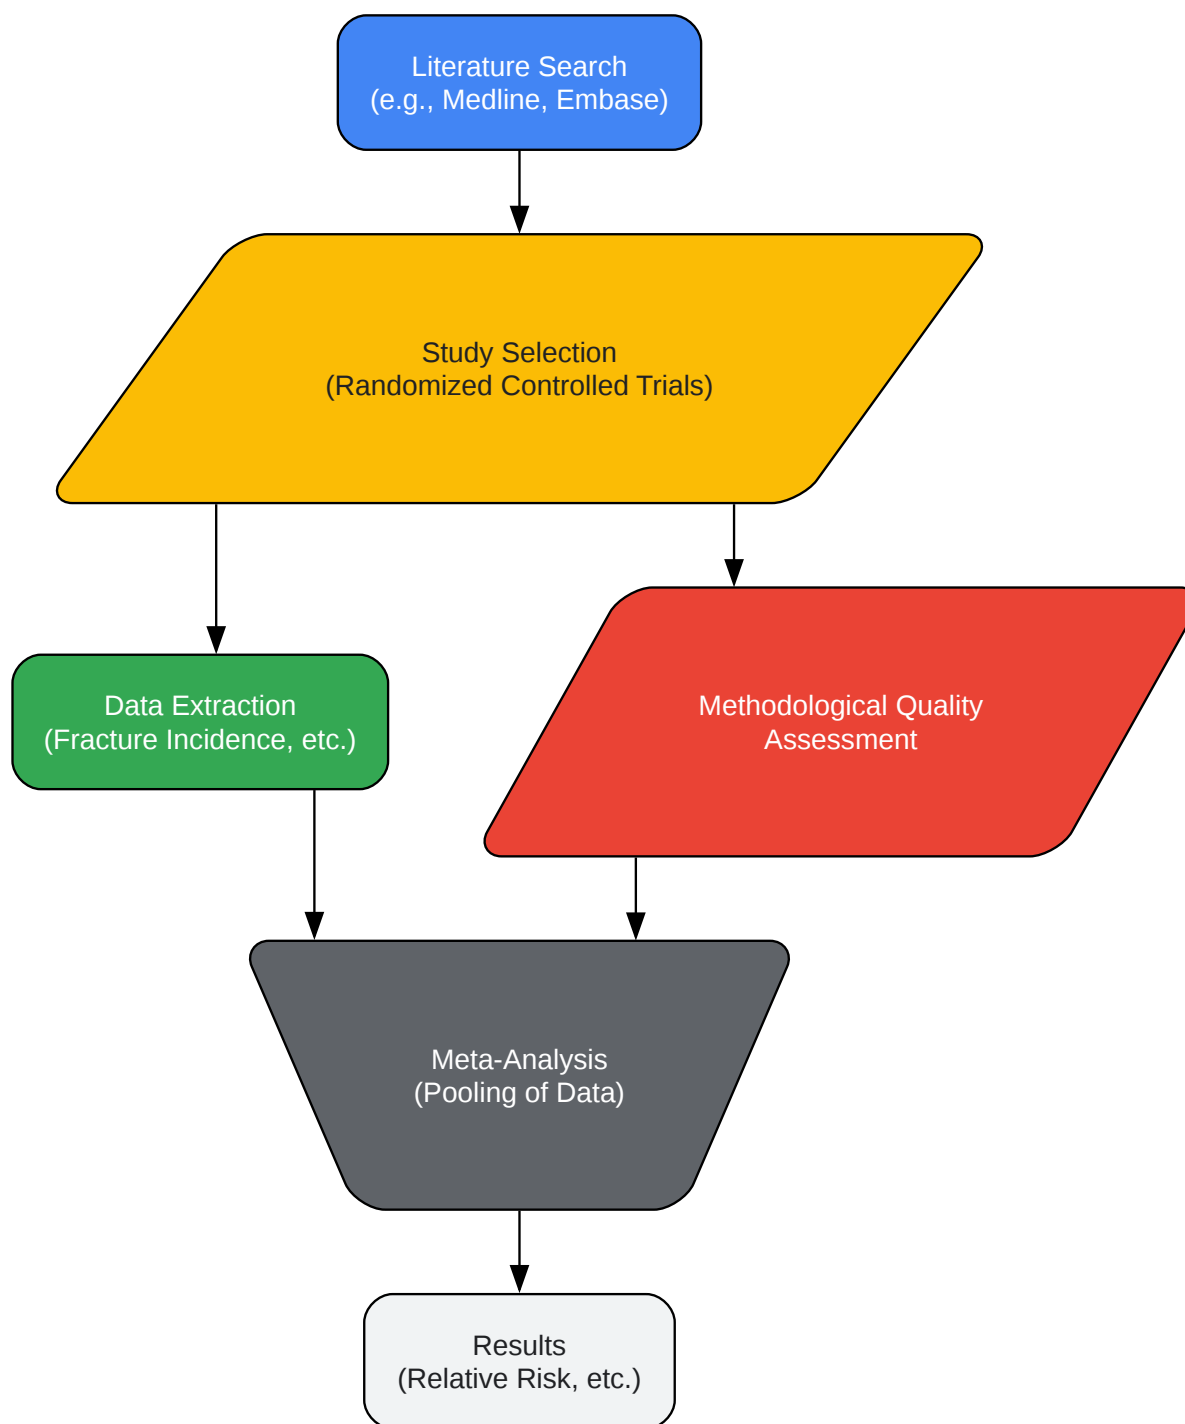 Literature Search
(e.g., Medline, Embase)
Study Selection
(Randomized Controlled Trials)
Data Extraction
(Fracture Incidence, etc.)
Methodological Quality
Assessment
Meta-Analysis
(Pooling of Data)
Results
(Relative Risk, etc.)